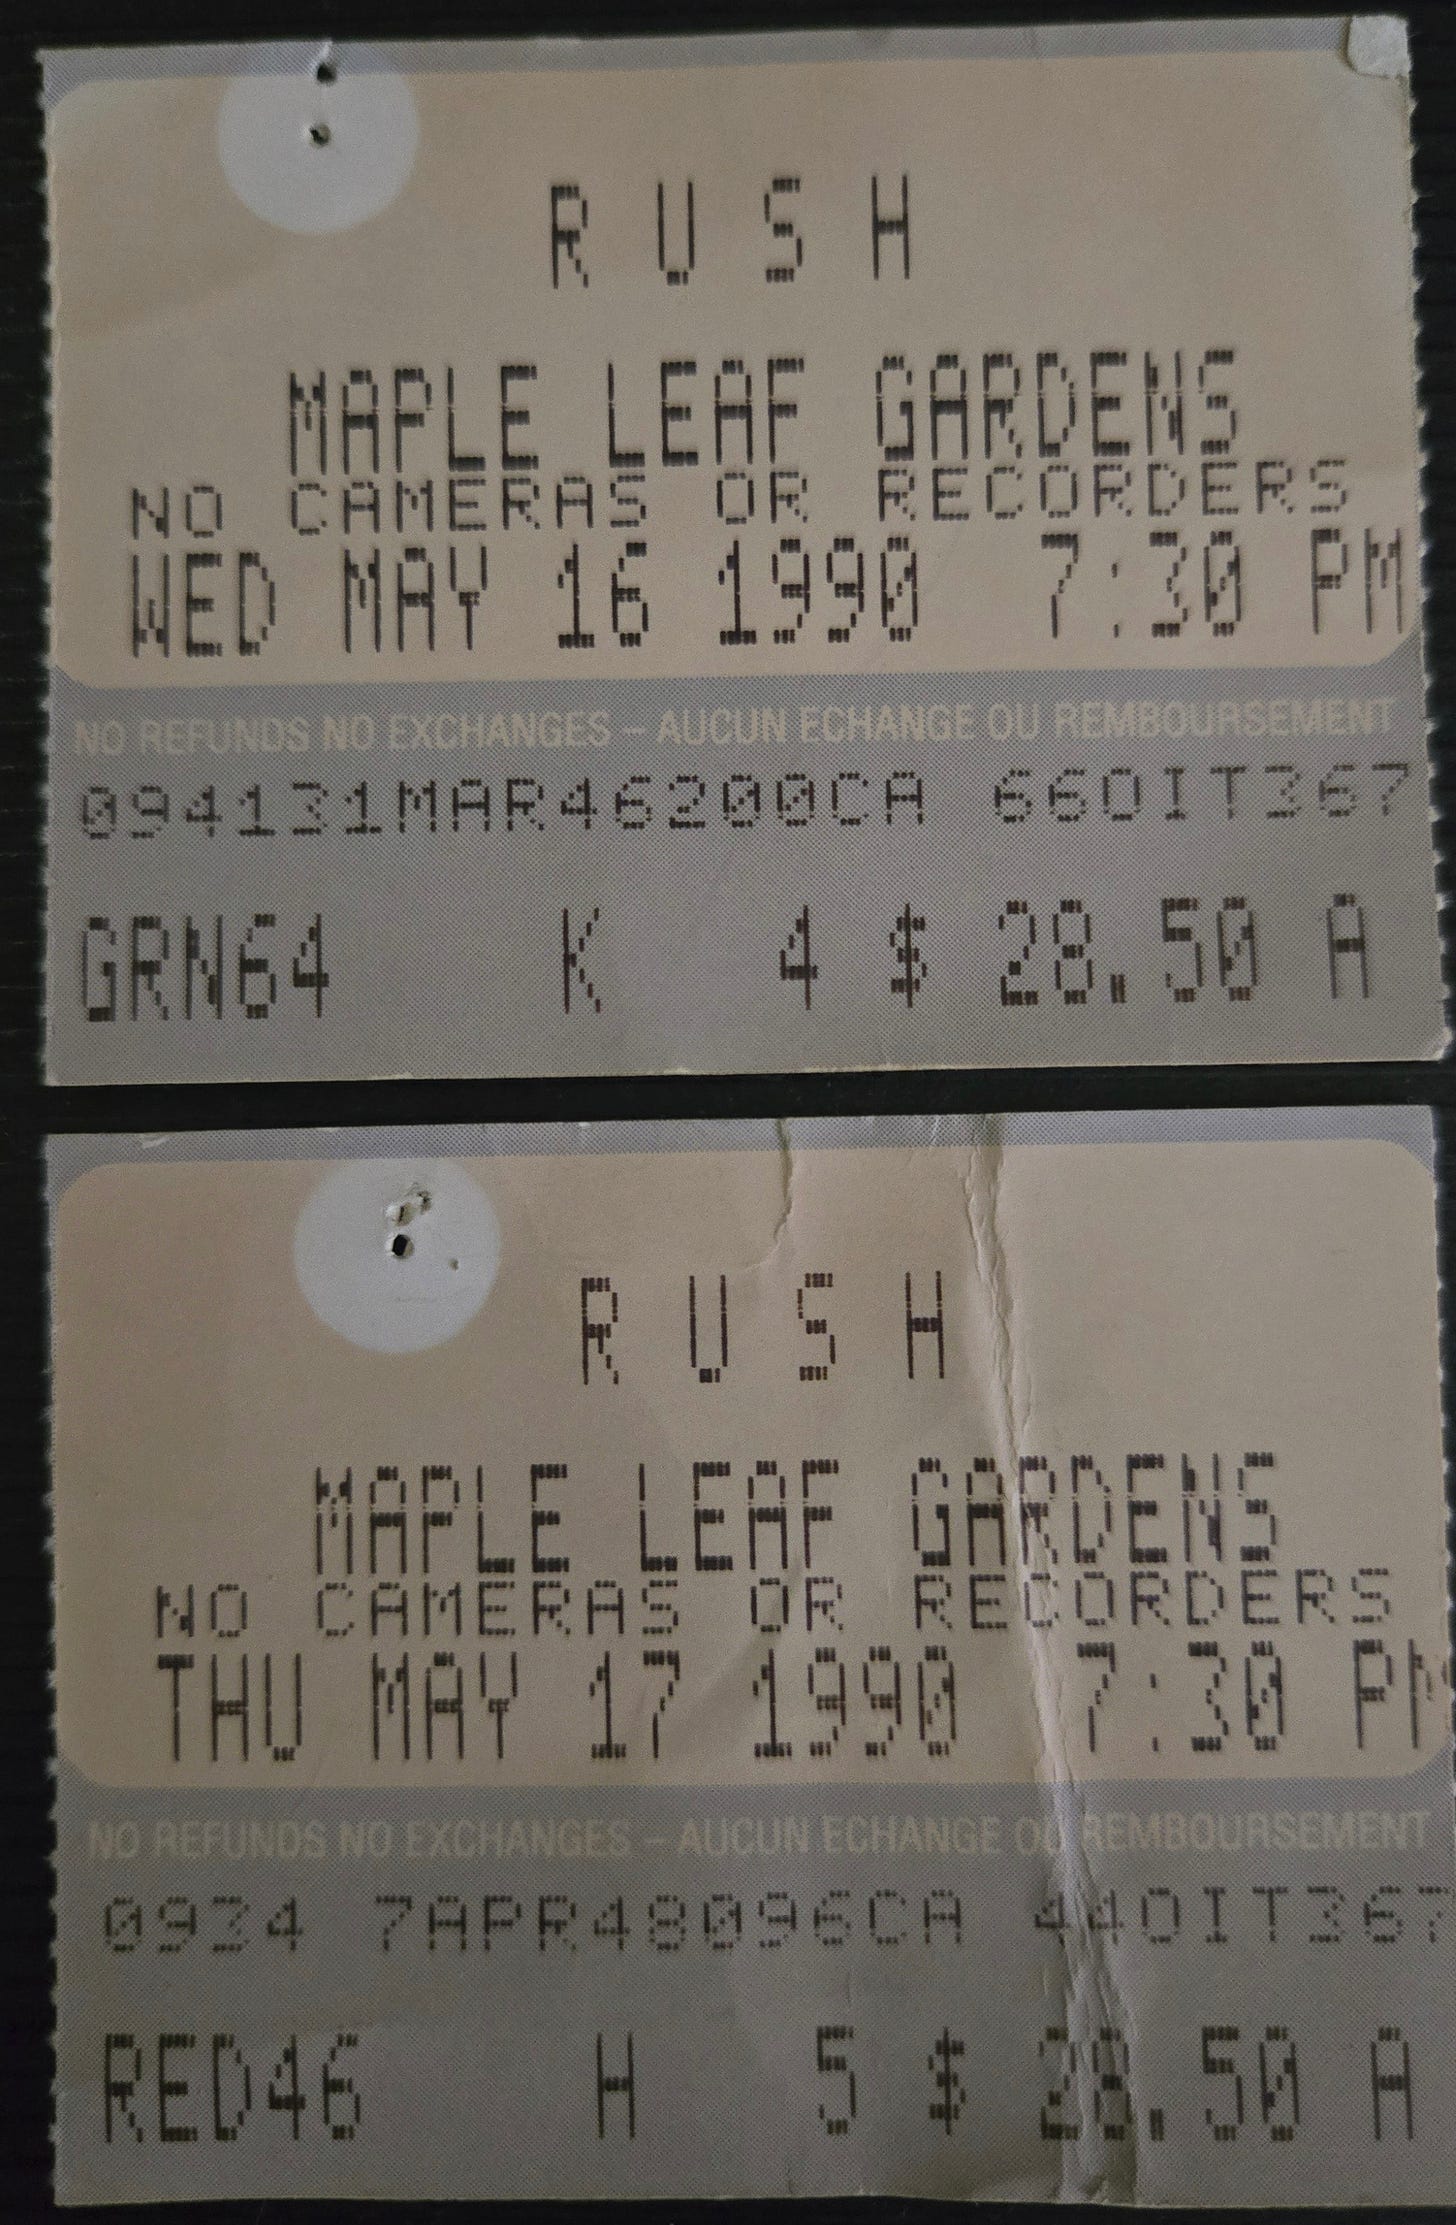 R U S H
MAPLE LEAF GARDENS
NO CAMERAS OR RECORDERS
WED MAY 16 1990 7:30 PM
NO REFUNDS NO EXCHANGES – AUCUN ECHANGE OU REMBOURSEMENT
094131MAR46200CA 660IT367
GRN64 K 4 $ 28.50 A
R U S H
MAPLE LEAF GARDENS
NO CAMERAS OR RECORDERS
THU MAY 17 1990 7:30 PM
NO REFUNDS NO EXCHANGES – AUCUN ECHANGE OU REMBOURSEMENT
0934 7APR48096CA 440IT367
RED46 H 5 $ 28.50 A